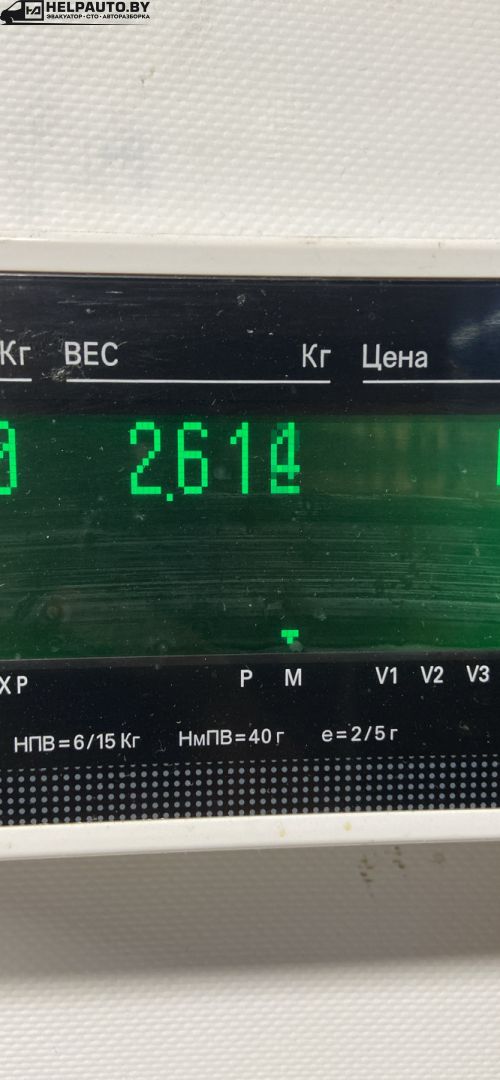 HELPAUTO.BY
ЭВАКУАТОР • СТО • АВТОРАЗБОРКА
Кг ВЕС Кг Цена
2.61
Х Р Р М V1 V2 V3
НПВ=6/15 Кг НмПВ=40 г e=2/5 г